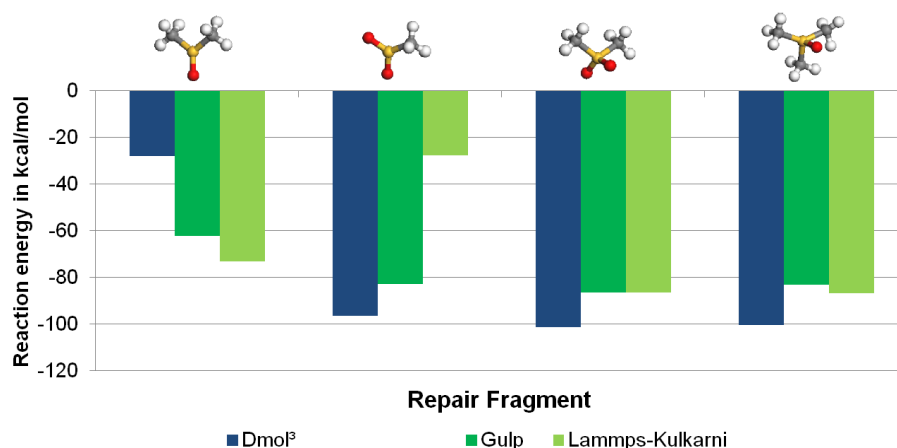 0
-20
-40
-60
-80
-100
-120
Reaction energy in kcal/mol
Repair Fragment
Dmol³ Gulp Lammps-Kulkarni